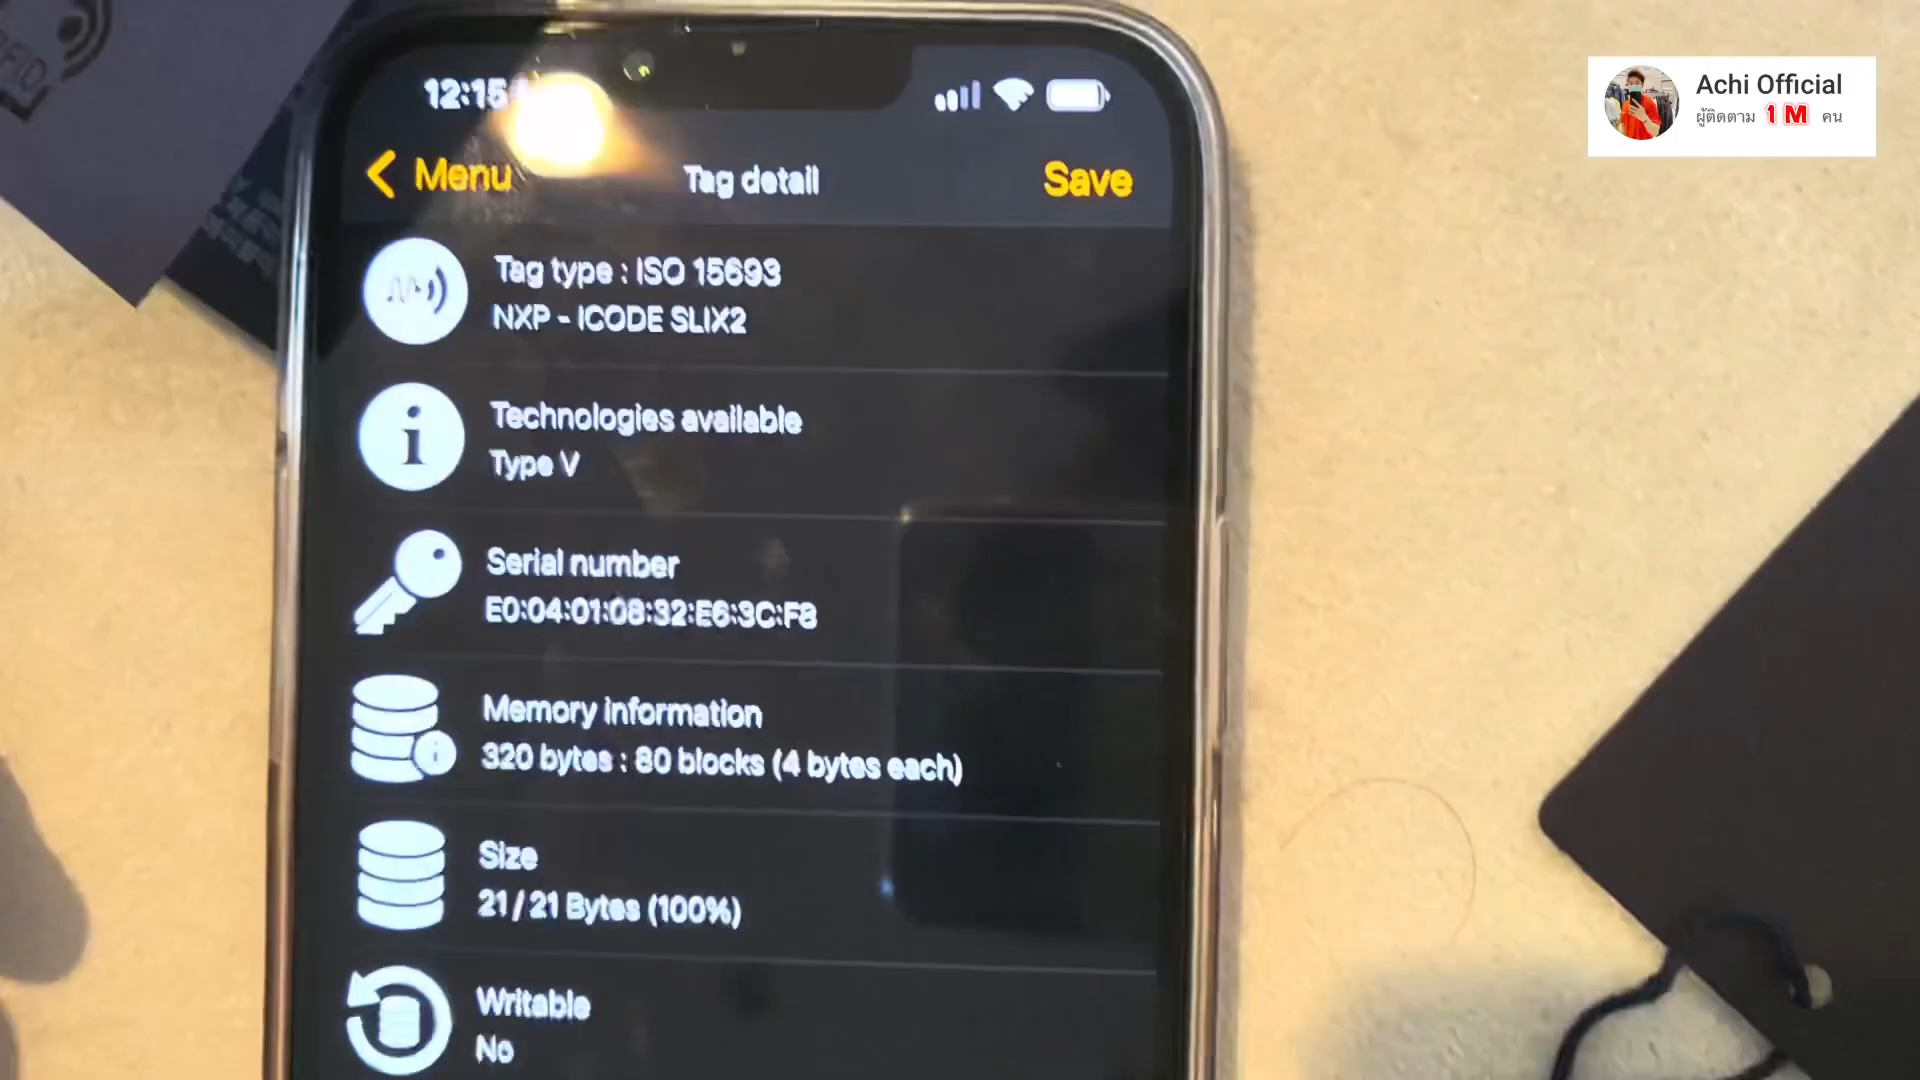 RFID
12:15
Menu
Tag detail
Save
Tag type : ISO 15693
NXP - ICODE SLIX2
Technologies available
Type V
Serial number
E0:04:01:08:32:E6:3C:F8
Memory information
320 bytes : 80 blocks (4 bytes each)
Size
21 / 21 Bytes (100%)
Writable
No
Achi Official
ผู้ติดตาม 1 M คน